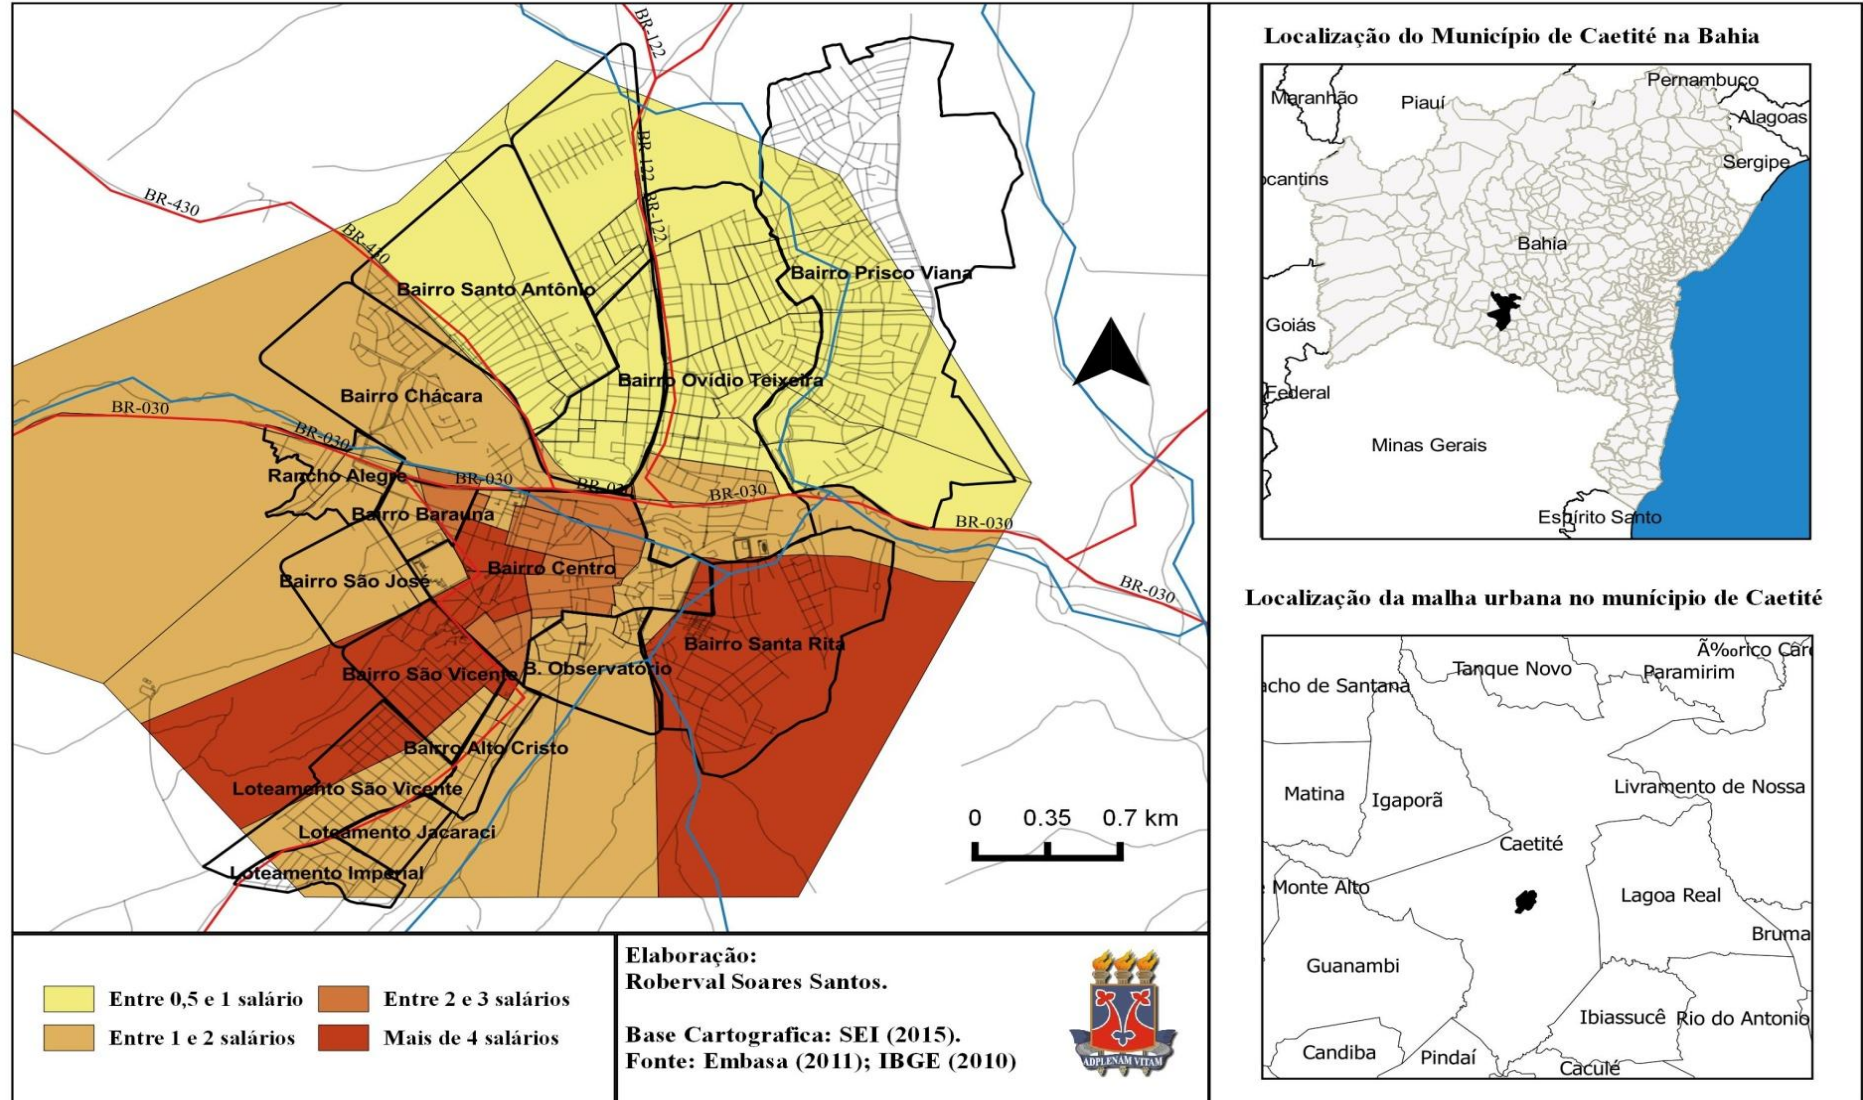 BR-122
BR-122
BR-122
BR-430
BR-430
Bairro Prisco Viana
Bairro Santo Antônio
Bairro Ovídio Teixeira
Bairro Chácara
BR-030
BR-030
Rancho Alegre
BR-030
BR-030
BR-030
Bairro Barauna
BR-030
Bairro Centro
Bairro São José
BR-030
Bairro Santa Rita
Bairro São Vicente
B. Observatório
Bairro Alto Cristo
Loteamento São Vicente
Loteamento Jacaraci
Loteamento Imperial
0 0.35 0.7 km
Entre 0,5 e 1 salário
Entre 2 e 3 salários
Entre 1 e 2 salários
Mais de 4 salários
Elaboração:
Roberval Soares Santos.
Base Cartografica: SEI (2015).
Fonte: Embasa (2011); IBGE (2010)
AD PLENAM VITAM
Localização do Município de Caetité na Bahia
Maranhão
Piauí
Pernambuco
Alagoas
Sergipe
ocantins
Bahia
Goiás
Federal
Minas Gerais
Espírito Santo
Localização da malha urbana no munícipio de Caetité
Ã‰rico Card
acho de Santana
Tanque Novo
Paramirim
Livramento de Nossa
Matina
Igaporã
Caetité
e Monte Alto
Lagoa Real
Bruma
Guanambi
Ibiassucê
Rio do Antonio
Candiba
Pindaí
Caculé